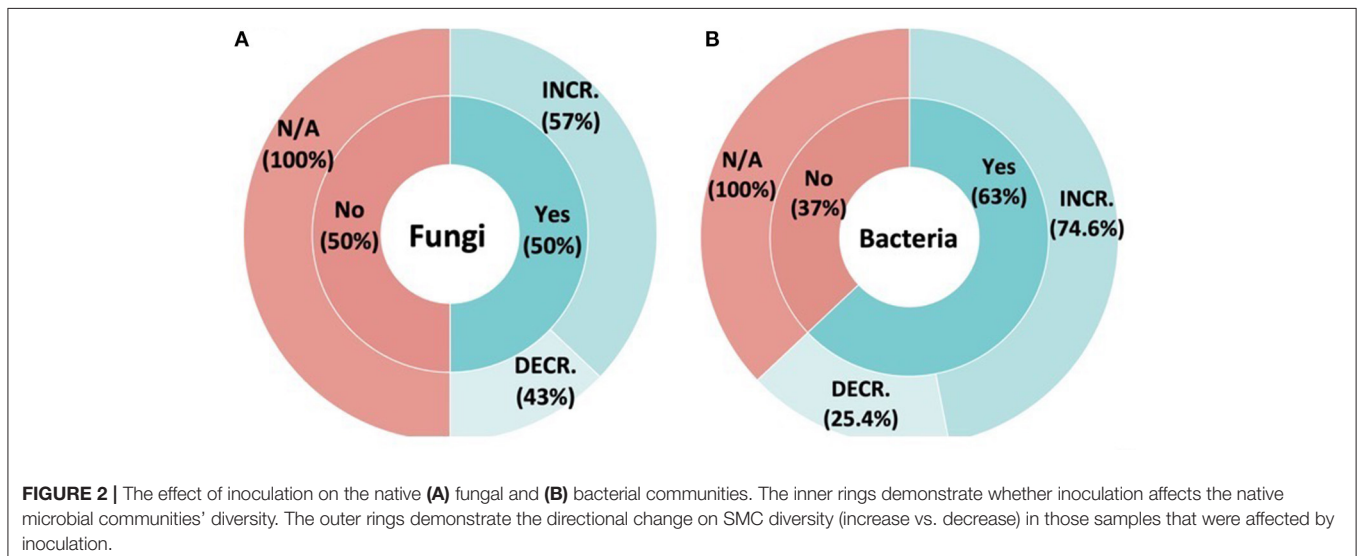 A
N/A
(100%)
No
(50%)
Fungi
Yes
(50%)
INCR.
(57%)
DECR.
(43%)
B
N/A
(100%)
No
(37%)
Bacteria
Yes
(63%)
INCR.
(74.6%)
DECR.
(25.4%)
FIGURE 2 | The effect of inoculation on the native (A) fungal and (B) bacterial communities. The inner rings demonstrate whether inoculation affects the native
microbial communities’ diversity. The outer rings demonstrate the directional change on SMC diversity (increase vs. decrease) in those samples that were affected by
inoculation.